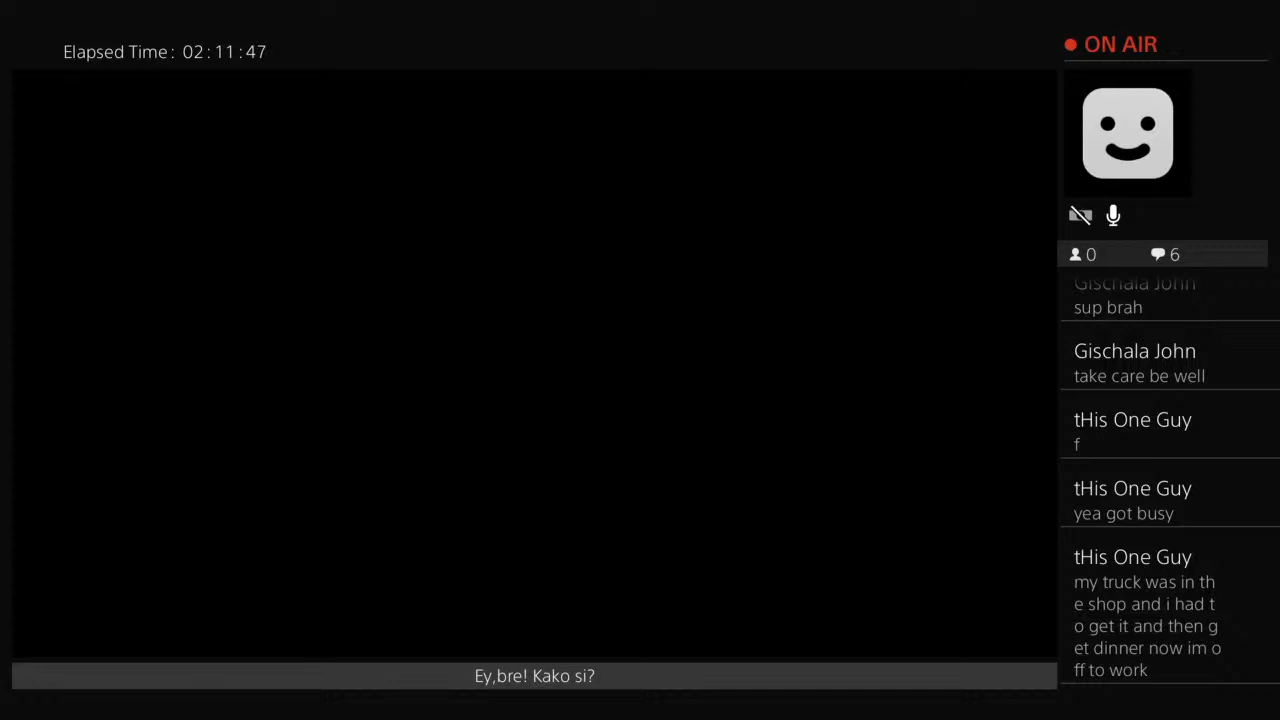 Elapsed Time: 02:11:47
ON AIR
0
6
Gischala John
sup brah
Gischala John
take care be well
tHis One Guy
f
tHis One Guy
yea got busy
tHis One Guy
my truck was in th
e shop and i had t
o get it and then g
et dinner now im o
ff to work
Ey,bre! Kako si?